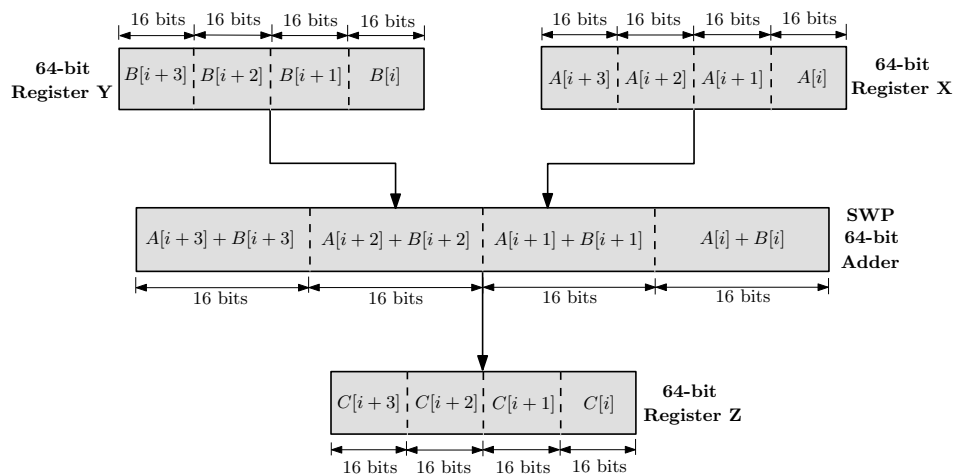 16 bits 16 bits 16 bits 16 bits
64-bit
Register Y
B[i + 3] B[i + 2] B[i + 1] B[i]
16 bits 16 bits 16 bits 16 bits
A[i + 3] A[i + 2] A[i + 1] A[i]
64-bit
Register X
A[i + 3] + B[i + 3] A[i + 2] + B[i + 2] A[i + 1] + B[i + 1] A[i] + B[i]
SWP
64-bit
Adder
16 bits 16 bits 16 bits 16 bits
C[i + 3] C[i + 2] C[i + 1] C[i]
64-bit
Register Z
16 bits 16 bits 16 bits 16 bits